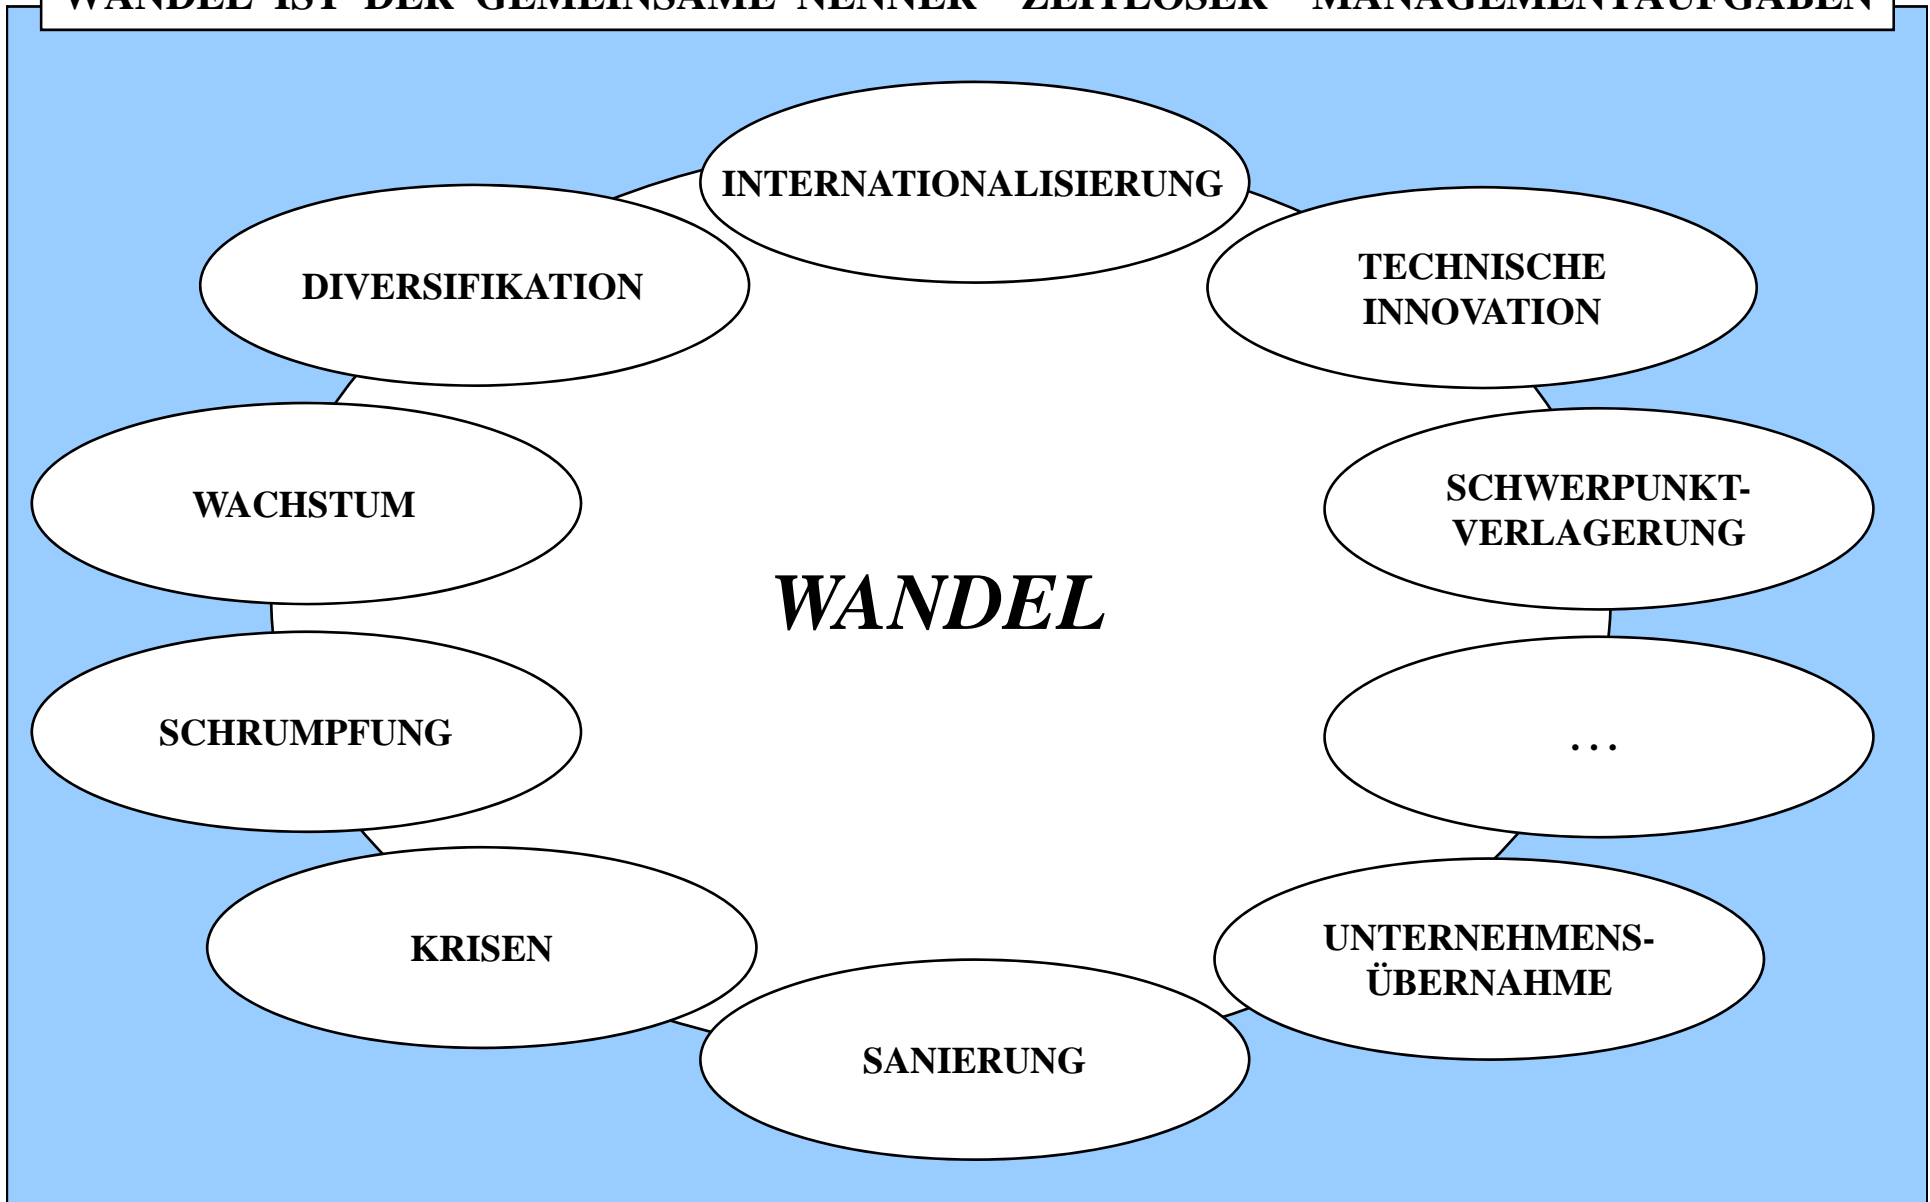 WANDEL IST DER GEMEINSAME NENNER "ZEITLOSER" MANAGEMENTAUFGABEN
INTERNATIONALISIERUNG
DIVERSIFIKATION
TECHNISCHE
INNOVATION
WACHSTUM
SCHWERPUNKT-
VERLAGERUNG
WANDEL
SCHRUMPFUNG
. . .
KRISEN
UNTERNEHMENS-
ÜBERNAHME
SANIERUNG